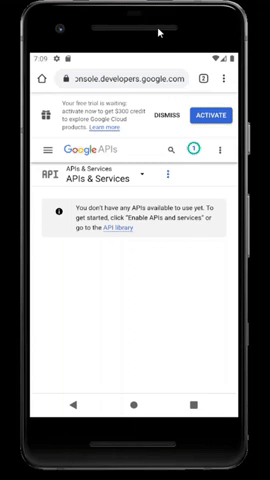 7:09
onsole.developers.google.com
2
Your free trial is waiting:
activate now to get $300 credit
to explore Google Cloud
products. Learn more
DISMISS
ACTIVATE
Google APIs
1
API
APIs & Services
APIs & Services
You don't have any APIs available to use yet. To
get started, click "Enable APIs and services" or
go to the API library